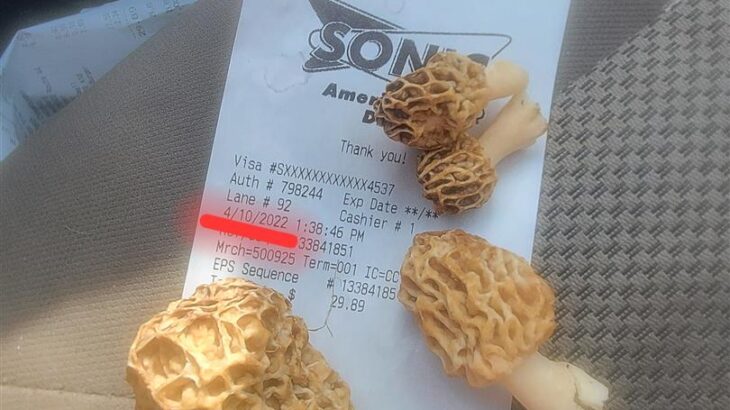 SONIC
Thank you!
Visa #SXXXXXXXXXXXX4537
Auth # 798244 Exp Date **/**
Lane # 92 Cashier # 1
4/10/2022 1:38:46 PM
33841851
Mrch=500925 Term=001 IC=CC
EPS Sequence # 13384185
$ 29.89